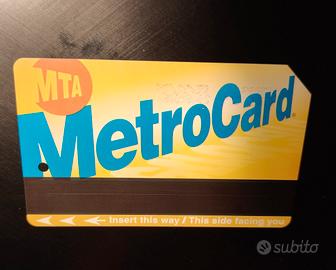 MTA
MetroCard
Insert this way / This side facing you
subito